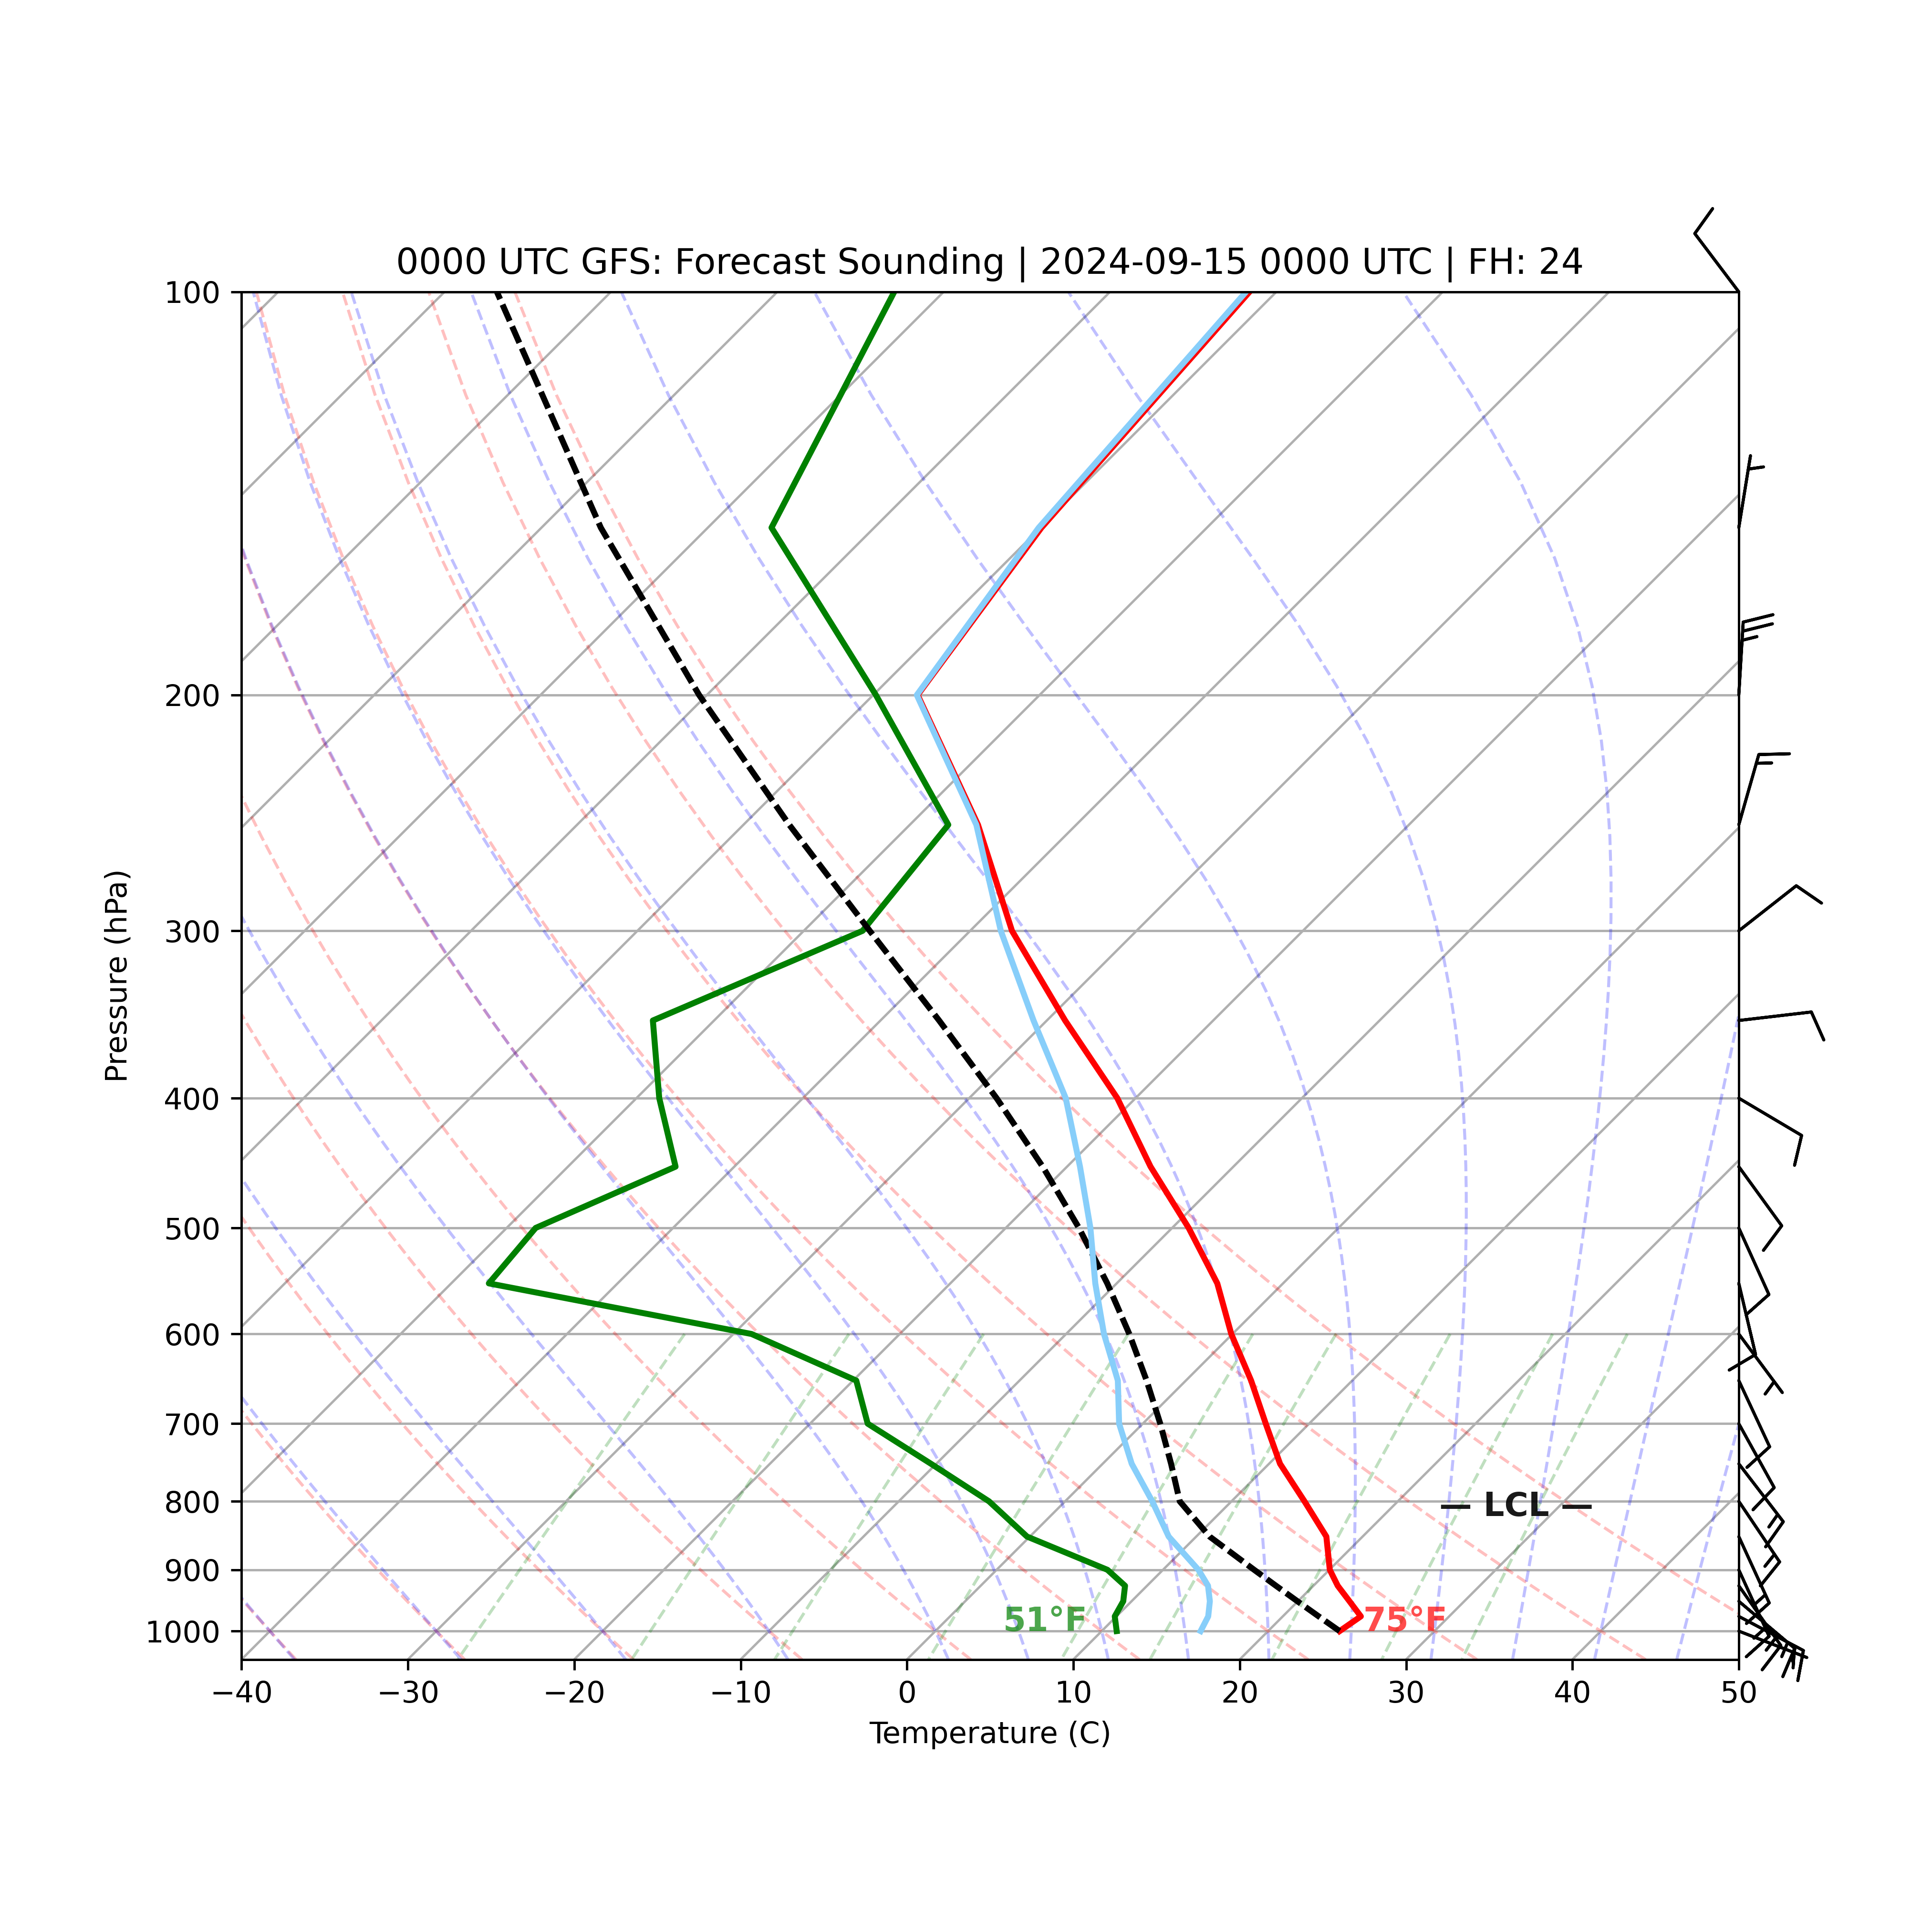 0000 UTC GFS: Forecast Sounding | 2024-09-15 0000 UTC | FH: 24
100
200
300
400
500
600
700
800
900
1000
Pressure (hPa)
— LCL —
51°F
75°F
−40 −30 −20 −10 0 10 20 30 40 50
Temperature (C)